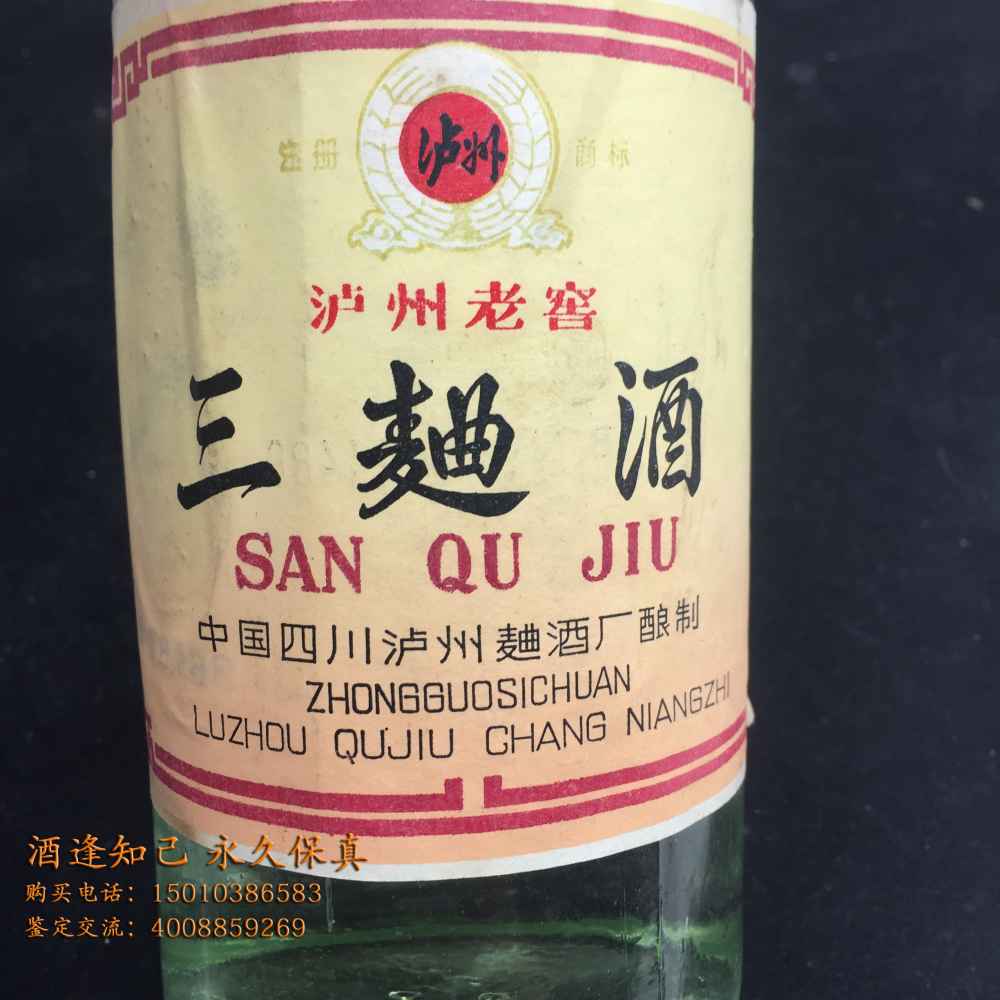 注册 泸州 商标
泸州老窖
三麯酒
SAN QU JIU
中国四川泸州麯酒厂酿制
ZHONGGUOSICHUAN
LUZHOU QUJIU CHANG NIANGZHI
酒逢知己 永久保真
购买电话：15010386583
鉴定交流：4008859269